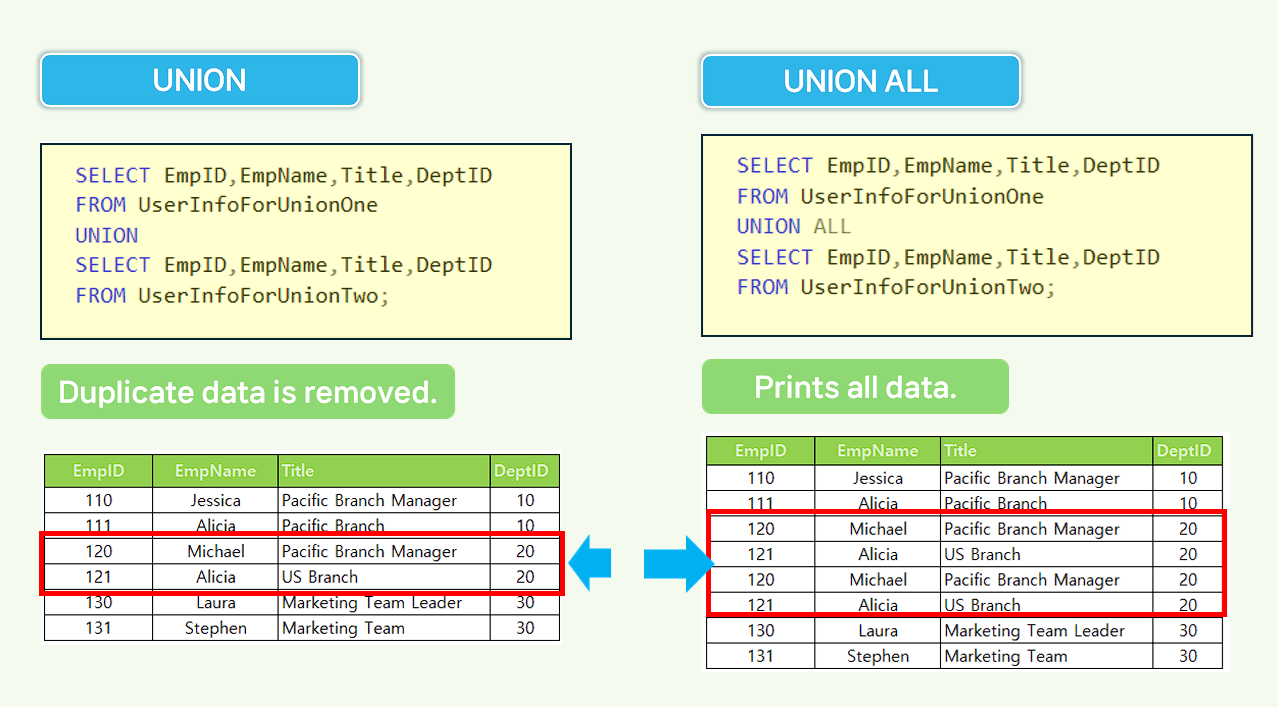 UNION
SELECT EmpID,EmpName,Title,DeptID
FROM UserInfoForUnionOne
UNION
SELECT EmpID,EmpName,Title,DeptID
FROM UserInfoForUnionTwo;
Duplicate data is removed.
EmpID EmpName Title DeptID
110 Jessica Pacific Branch Manager 10
111 Alicia Pacific Branch 10
120 Michael Pacific Branch Manager 20
121 Alicia US Branch 20
130 Laura Marketing Team Leader 30
131 Stephen Marketing Team 30
UNION ALL
SELECT EmpID,EmpName,Title,DeptID
FROM UserInfoForUnionOne
UNION ALL
SELECT EmpID,EmpName,Title,DeptID
FROM UserInfoForUnionTwo;
Prints all data.
EmpID EmpName Title DeptID
110 Jessica Pacific Branch Manager 10
111 Alicia Pacific Branch 10
120 Michael Pacific Branch Manager 20
121 Alicia US Branch 20
120 Michael Pacific Branch Manager 20
121 Alicia US Branch 20
130 Laura Marketing Team Leader 30
131 Stephen Marketing Team 30